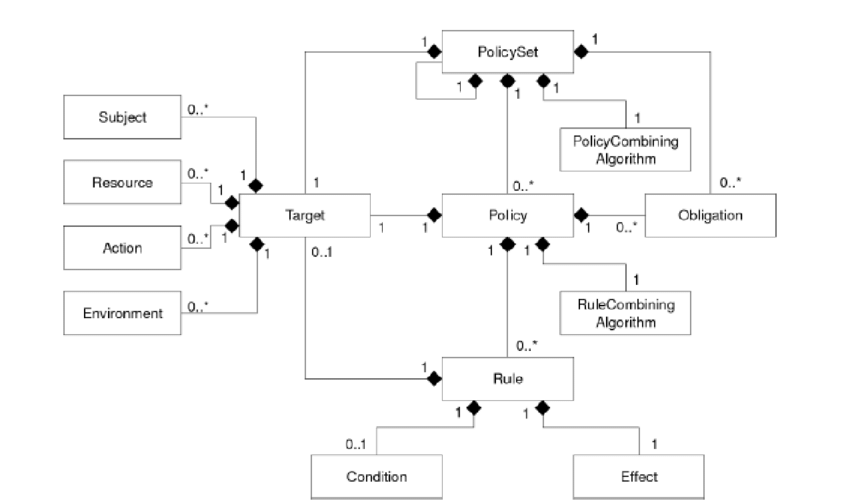 1
PolicySet
1
1
1
1
PolicyCombining
Algorithm
1
Subject
0..*
1
Resource
0..*
1
Action
0..*
1
Environment
0..*
1
Target
1
1
0..1
1
0..*
Policy
1
0..*
0..*
Obligation
1
1
1
RuleCombining
Algorithm
0..*
1
Rule
1
1
0..1
1
Condition
Effect